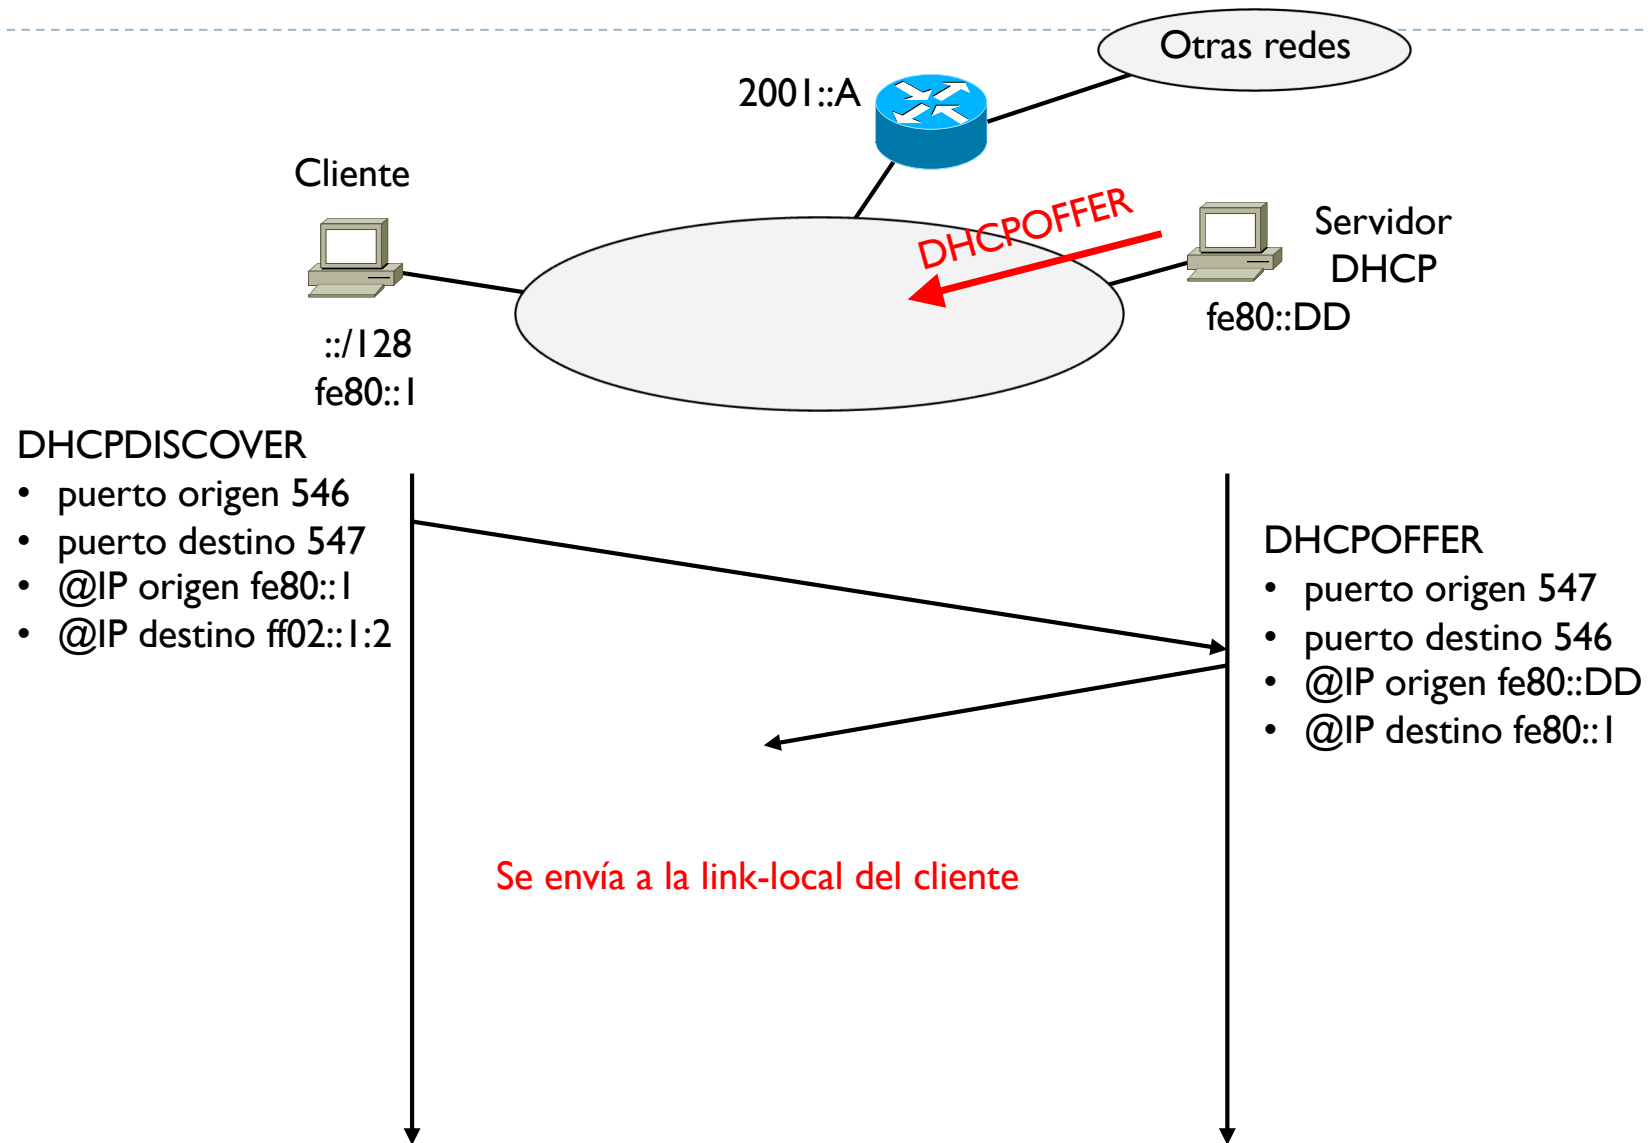 Otras redes
2001::A
Cliente
DHCPOFFER
Servidor
DHCP
fe80::DD
::/128
fe80::1
DHCPDISCOVER
• puerto origen 546
• puerto destino 547
• @IP origen fe80::1
• @IP destino ff02::1:2
DHCPOFFER
• puerto origen 547
• puerto destino 546
• @IP origen fe80::DD
• @IP destino fe80::1
Se envía a la link-local del cliente